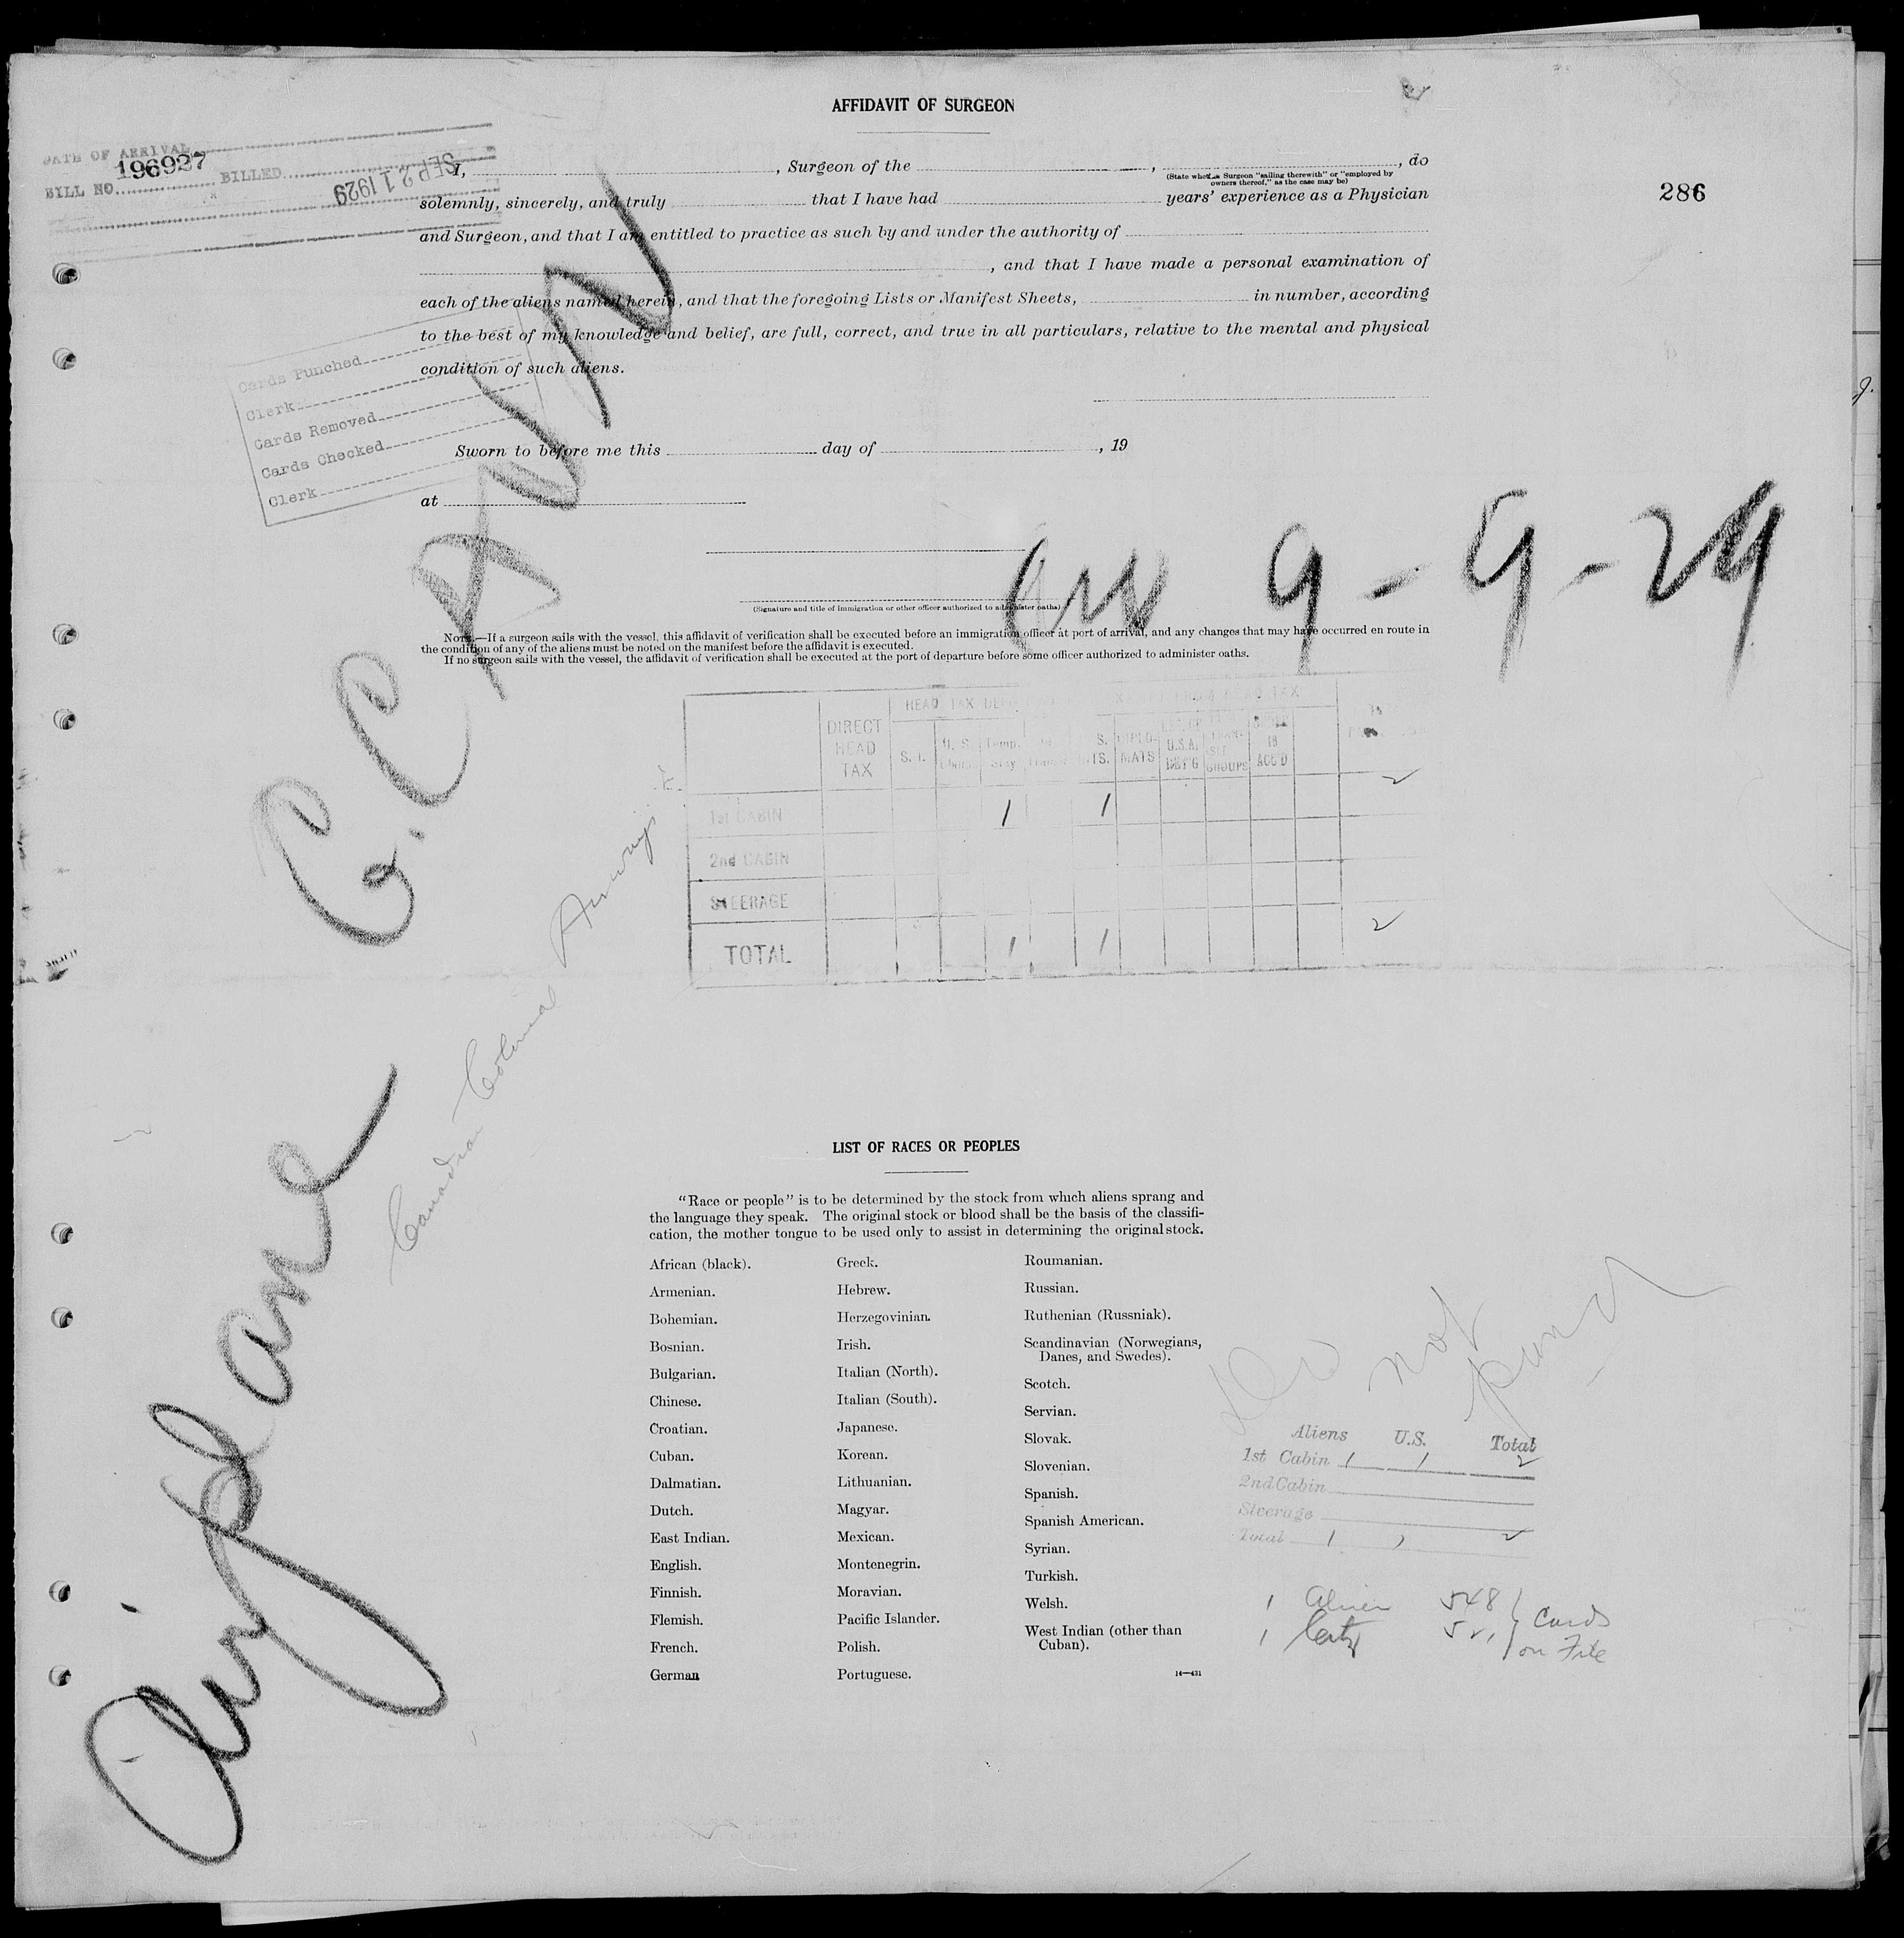 AFFIDAVIT OF SURGEON
286
DATE OF ARRIVAL
BILL NO. 196927 BILLED SEP 21 1929
I, , Surgeon of the , , do
(State whether Surgeon "sailing therewith" or "employed by
owners thereof," as the case may be)
solemnly, sincerely, and truly that I have had years' experience as a Physician
and Surgeon, and that I am entitled to practice as such by and under the authority of
, and that I have made a personal examination of
each of the aliens named herein, and that the foregoing Lists or Manifest Sheets, in number, according
to the best of my knowledge and belief, are full, correct, and true in all particulars, relative to the mental and physical
condition of such aliens.
Cards Punched
Clerk
Cards Removed
Cards Checked
Clerk
Sworn to before me this day of , 19
at
Arr 9-9-29
(Signature and title of immigration or other officer authorized to administer oaths)
NOTE.—If a surgeon sails with the vessel, this affidavit of verification shall be executed before an immigration officer at port of arrival, and any changes that may have occurred en route in
the condition of any of the aliens must be noted on the manifest before the affidavit is executed.
If no surgeon sails with the vessel, the affidavit of verification shall be executed at the port of departure before some officer authorized to administer oaths.
Airplane
Canadian Colonial Airways
HEAD TAX
DIRECT HEAD TAX
S. I.
Temp. Stay
DIPLOMATS
U.S.A.
GROUPS
1st CABIN 1 1 2
2nd CABIN
STEERAGE
TOTAL 1 1 2
LIST OF RACES OR PEOPLES
"Race or people" is to be determined by the stock from which aliens sprang and
the language they speak. The original stock or blood shall be the basis of the classifi-
cation, the mother tongue to be used only to assist in determining the original stock.
African (black).
Armenian.
Bohemian.
Bosnian.
Bulgarian.
Chinese.
Croatian.
Cuban.
Dalmatian.
Dutch.
East Indian.
English.
Finnish.
Flemish.
French.
German
Greek.
Hebrew.
Herzegovinian.
Irish.
Italian (North).
Italian (South).
Japanese.
Korean.
Lithuanian.
Magyar.
Mexican.
Montenegrin.
Moravian.
Pacific Islander.
Polish.
Portuguese.
Roumanian.
Russian.
Ruthenian (Russniak).
Scandinavian (Norwegians,
Danes, and Swedes).
Scotch.
Servian.
Slovak.
Slovenian.
Spanish.
Spanish American.
Syrian.
Turkish.
Welsh.
West Indian (other than
Cuban).
14—431
Do not punch
Aliens U.S. Total
1st Cabin 1 1 2
2nd Cabin
Steerage
Total 1 1 2
1 Alien 548
1
Cards
on File